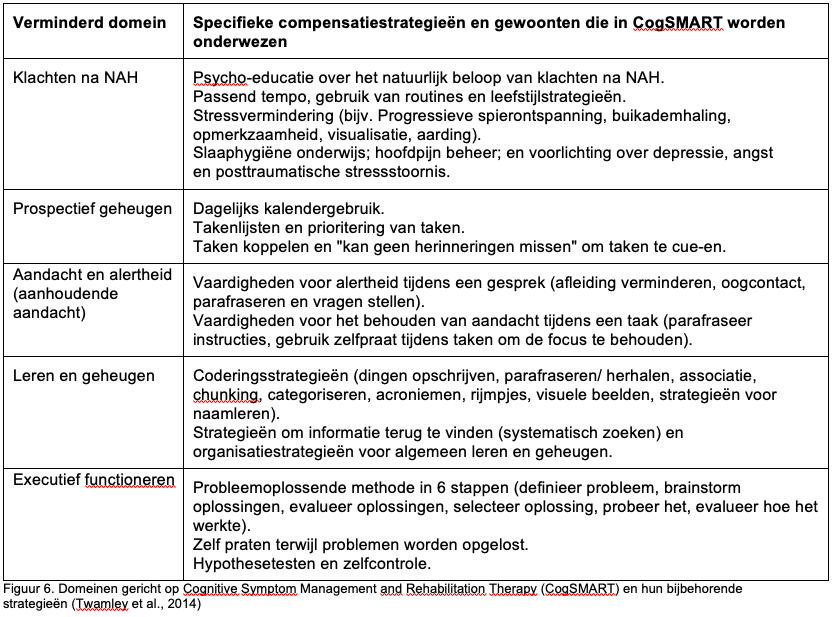 Verminderd domein
Specifieke compensatiestrategieën en gewoonten die in CogSMART worden
onderwezen
Klachten na NAH
Psycho-educatie over het natuurlijk beloop van klachten na NAH.
Passend tempo, gebruik van routines en leefstijlstrategieën.
Stressvermindering (bijv. Progressieve spierontspanning, buikademhaling,
opmerkzaamheid, visualisatie, aarding).
Slaaphygiëne onderwijs; hoofdpijn beheer; en voorlichting over depressie, angst
en posttraumatische stressstoornis.
Prospectief geheugen
Dagelijks kalendergebruik.
Takenlijsten en prioritering van taken.
Taken koppelen en "kan geen herinneringen missen" om taken te cue-en.
Aandacht en alertheid
(aanhoudende
aandacht)
Vaardigheden voor alertheid tijdens een gesprek (afleiding verminderen, oogcontact,
parafraseren en vragen stellen).
Vaardigheden voor het behouden van aandacht tijdens een taak (parafraseer
instructies, gebruik zelfpraat tijdens taken om de focus te behouden).
Leren en geheugen
Coderingsstrategieën (dingen opschrijven, parafraseren/ herhalen, associatie,
chunking, categoriseren, acroniemen, rijmpjes, visuele beelden, strategieën voor
naamleren).
Strategieën om informatie terug te vinden (systematisch zoeken) en
organisatiestrategieën voor algemeen leren en geheugen.
Executief functioneren
Probleemoplossende methode in 6 stappen (definieer probleem, brainstorm
oplossingen, evalueer oplossingen, selecteer oplossing, probeer het, evalueer hoe het
werkte).
Zelf praten terwijl problemen worden opgelost.
Hypothesetesten en zelfcontrole.
Figuur 6. Domeinen gericht op Cognitive Symptom Management and Rehabilitation Therapy (CogSMART) en hun bijbehorende
strategieën (Twamley et al., 2014)